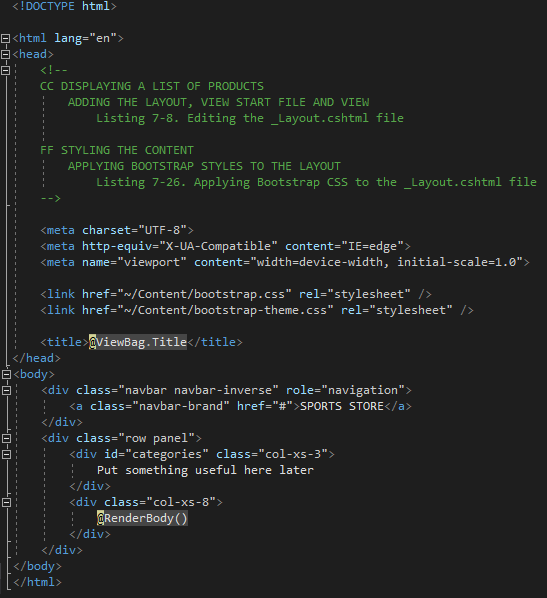 <!DOCTYPE html>
<html lang="en">
<head>
<!--
CC DISPLAYING A LIST OF PRODUCTS
ADDING THE LAYOUT, VIEW START FILE AND VIEW
Listing 7-8. Editing the _Layout.cshtml file
FF STYLING THE CONTENT
APPLYING BOOTSTRAP STYLES TO THE LAYOUT
Listing 7-26. Applying Bootstrap CSS to the _Layout.cshtml file
-->
<meta charset="UTF-8">
<meta http-equiv="X-UA-Compatible" content="IE=edge">
<meta name="viewport" content="width=device-width, initial-scale=1.0">
<link href="~/Content/bootstrap.css" rel="stylesheet" />
<link href="~/Content/bootstrap-theme.css" rel="stylesheet" />
<title>@ViewBag.Title</title>
</head>
<body>
<div class="navbar navbar-inverse" role="navigation">
<a class="navbar-brand" href="#">SPORTS STORE</a>
</div>
<div class="row panel">
<div id="categories" class="col-xs-3">
Put something useful here later
</div>
<div class="col-xs-8">
@RenderBody()
</div>
</div>
</body>
</html>